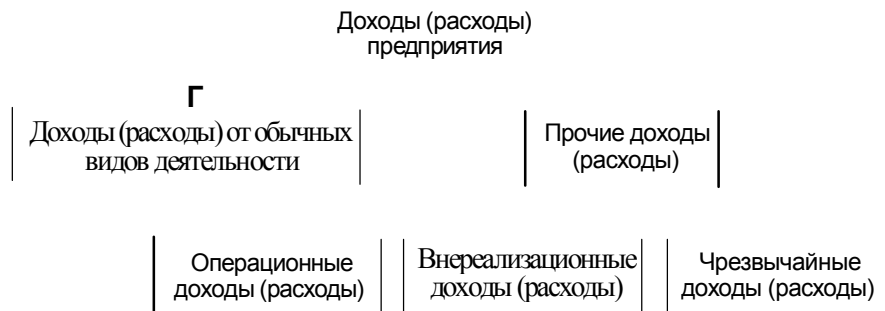 Доходы (расходы)
предприятия
Г
Доходы (расходы) от обычных
видов деятельности
Прочие доходы
(расходы)
Операционные
доходы (расходы)
Внереализационные
доходы (расходы)
Чрезвычайные
доходы (расходы)